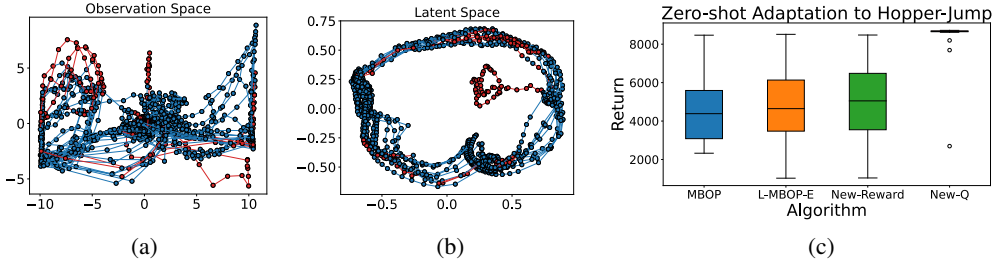 Observation Space
5
0
−5
−10
−5
0
5
10
(a)
Latent Space
0.75
0.50
0.25
0.00
−0.25
−0.50
−0.5
0.0
0.5
(b)
Zero-shot Adaptation to Hopper-Jump
Return
8000
6000
4000
2000
MBOP
L-MBOP-E
New-Reward
New-Q
Algorithm
(c)